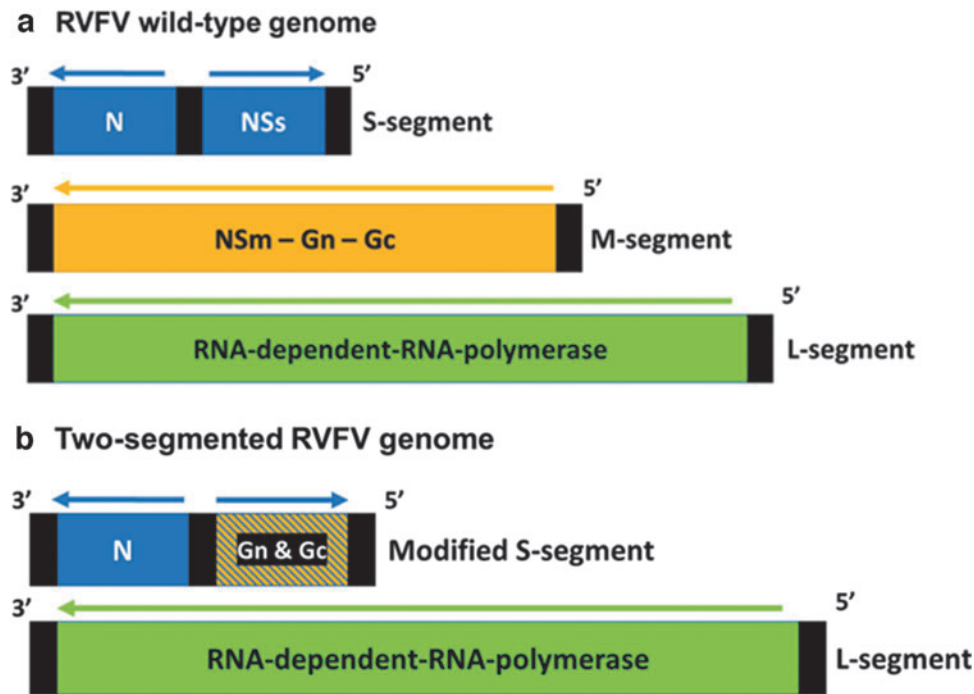 a RVFV wild-type genome
3’ 5’
N NSs S-segment
3’ 5’
NSm – Gn – Gc M-segment
3’ 5’
RNA-dependent-RNA-polymerase L-segment
b Two-segmented RVFV genome
3’ 5’
N Gn & Gc Modified S-segment
3’ 5’
RNA-dependent-RNA-polymerase L-segment